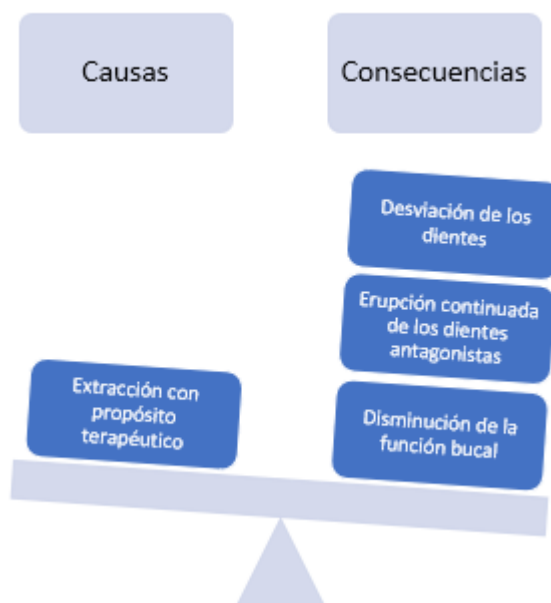 Causas
Consecuencias
Desviación de los
dientes
Erupción continuada
de los dientes
antagonistas
Extracción con
propósito
terapéutico
Disminución de la
función bucal